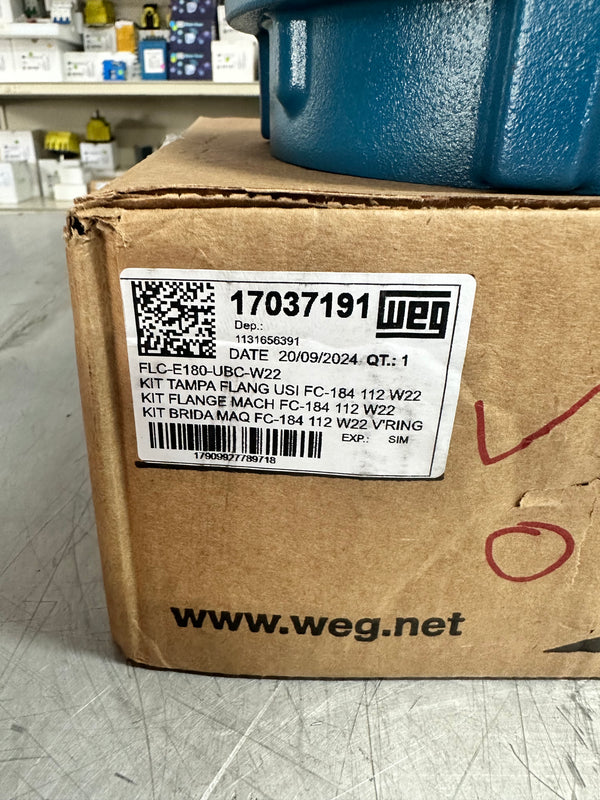 17037191 weg
Dep.:
1131656391
DATE 20/09/2024 QT.: 1
FLC-E180-UBC-W22
KIT TAMPA FLANG USI FC-184 112 W22
KIT FLANGE MACH FC-184 112 W22
KIT BRIDA MAQ FC-184 112 W22 V'RING
EXP.: SIM
17909927789718
www.weg.net